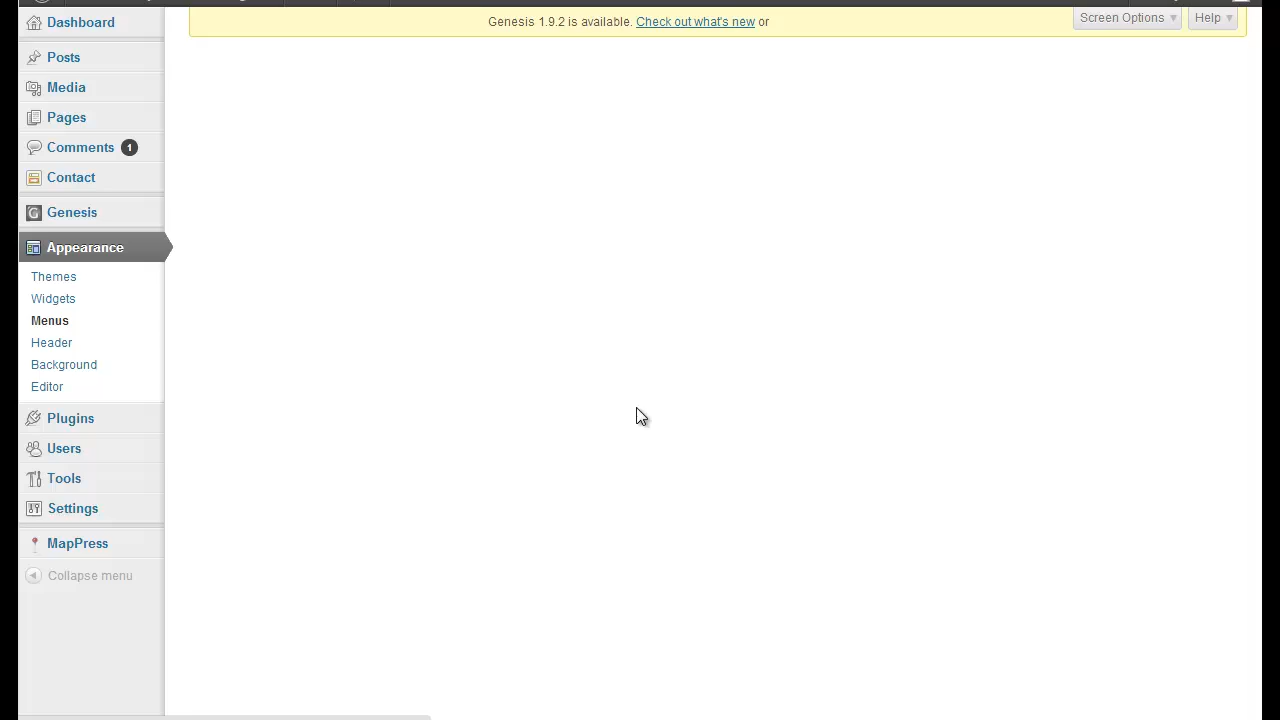 Dashboard
Genesis 1.9.2 is available. Check out what's new or
Screen Options
Help
Posts
Media
Pages
Comments 1
Contact
Genesis
Appearance
Themes
Widgets
Menus
Header
Background
Editor
Plugins
Users
Tools
Settings
MapPress
Collapse menu